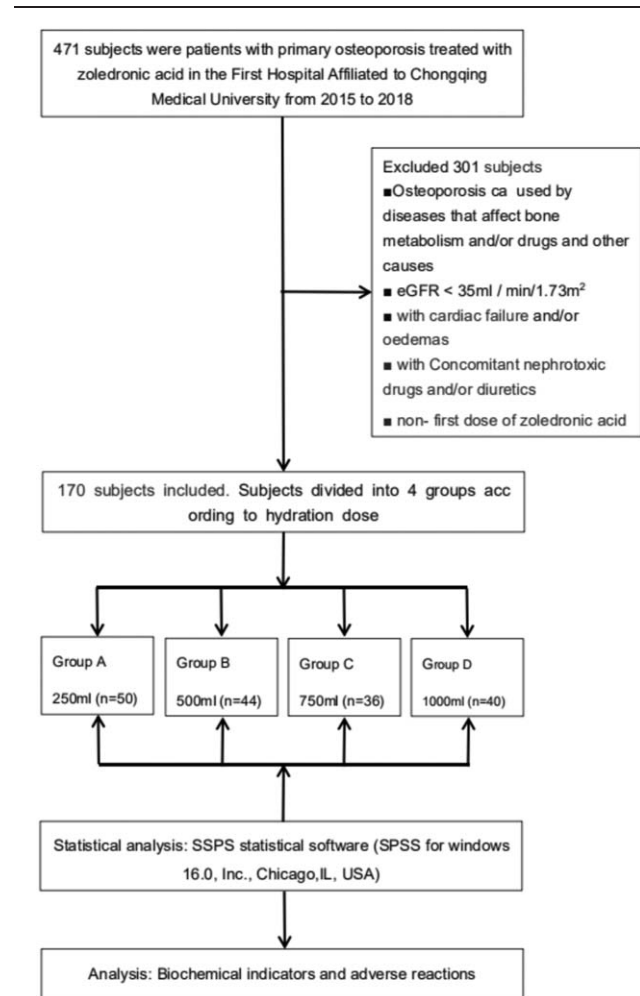 471 subjects were patients with primary osteoporosis treated with
zoledronic acid in the First Hospital Affiliated to Chongqing
Medical University from 2015 to 2018
Excluded 301 subjects
■Osteoporosis ca used by
diseases that affect bone
metabolism and/or drugs and other
causes
■ eGFR < 35ml / min/1.73m²
■ with cardiac failure and/or
oedemas
■ with Concomitant nephrotoxic
drugs and/or diuretics
■ non- first dose of zoledronic acid
170 subjects included. Subjects divided into 4 groups acc
ording to hydration dose
Group A
250ml (n=50)
Group B
500ml (n=44)
Group C
750ml (n=36)
Group D
1000ml (n=40)
Statistical analysis: SSPS statistical software (SPSS for windows
16.0, Inc., Chicago,IL, USA)
Analysis: Biochemical indicators and adverse reactions